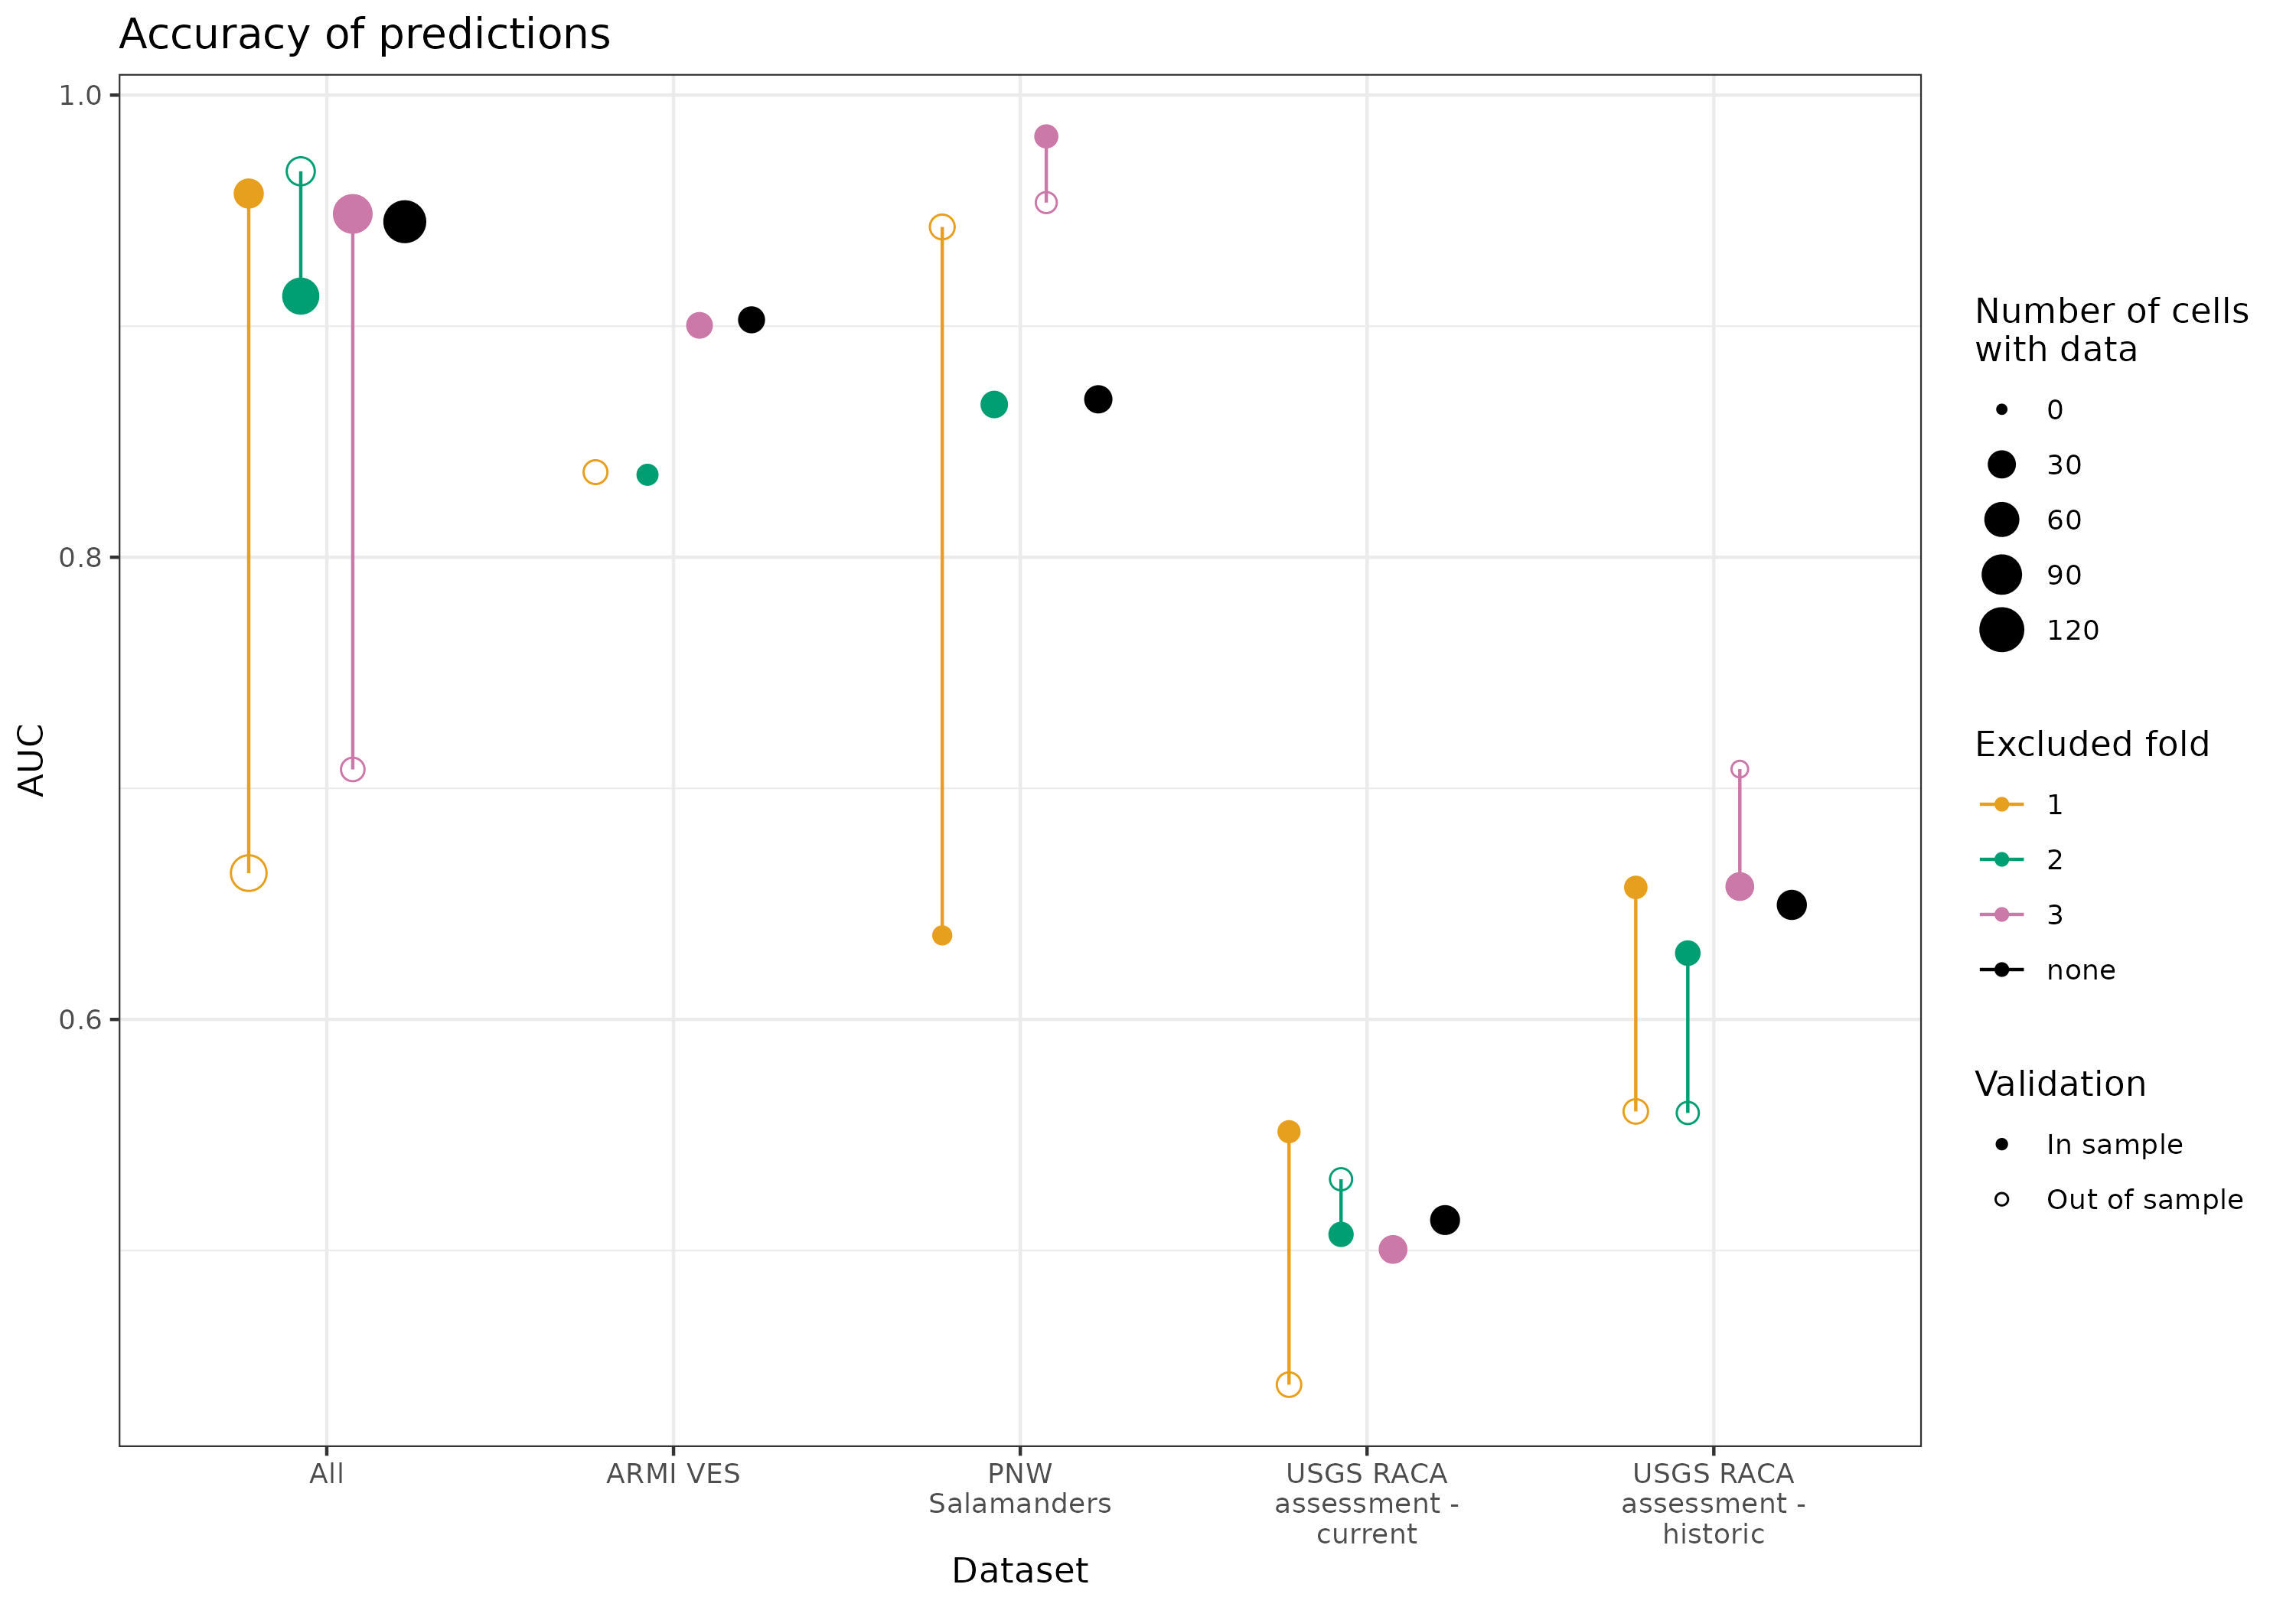 Accuracy of predictions
AUC
1.0
0.8
0.6
All
ARMI VES
PNW
Salamanders
USGS RACA
assessment -
current
USGS RACA
assessment -
historic
Dataset
Number of cells
with data
0
30
60
90
120
Excluded fold
1
2
3
none
Validation
In sample
Out of sample